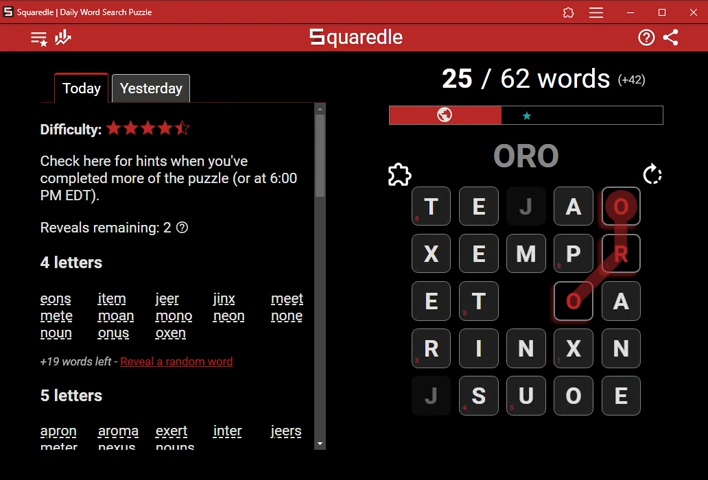 Squaredle | Daily Word Search Puzzle
Squaredle
Today Yesterday
Difficulty:
Check here for hints when you've
completed more of the puzzle (or at 6:00
PM EDT).
Reveals remaining: 2
4 letters
eons item jeer jinx meet
mete moan mono neon none
noun onus oxen
+19 words left - Reveal a random word
5 letters
apron aroma exert inter jeers
meter nexus nouns
25 / 62 words (+42)
ORO
T E J A O
X E M P R
E T O A
R I N X N
J S U O E